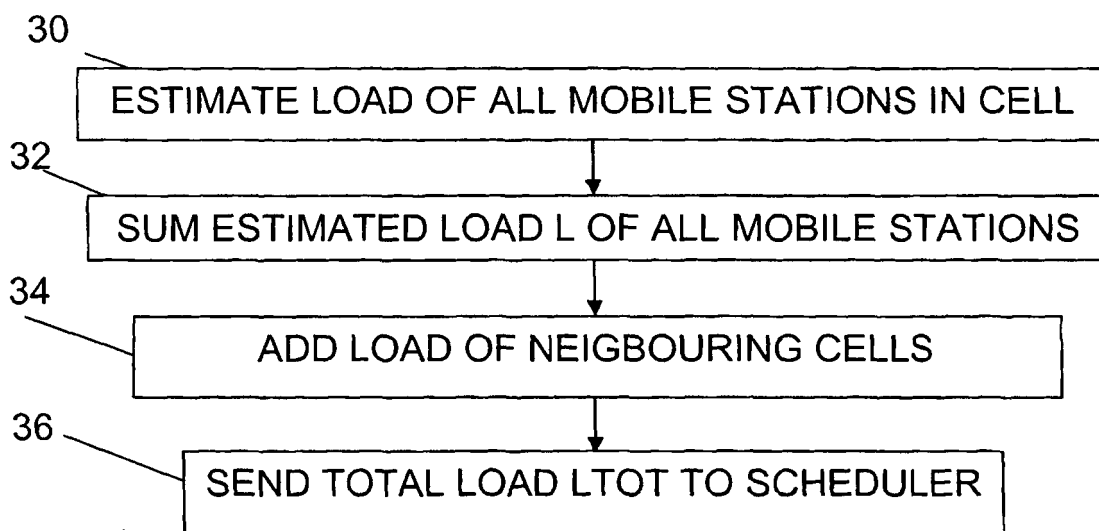 30
ESTIMATE LOAD OF ALL MOBILE STATIONS IN CELL
32
SUM ESTIMATED LOAD L OF ALL MOBILE STATIONS
34
ADD LOAD OF NEIGBOURING CELLS
36
SEND TOTAL LOAD LTOT TO SCHEDULER